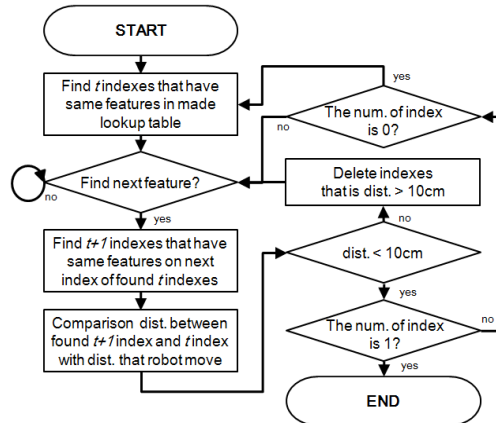 START
Find t indexes that have
same features in made
lookup table
Find next feature?
no
yes
Find t+1 indexes that have
same features on next
index of found t indexes
Comparison dist. between
found t+1 index and t index
with dist. that robot move
yes
The num. of index
is 0?
no
Delete indexes
that is dist. > 10cm
no
dist. < 10cm
yes
The num. of index
is 1?
no
yes
END